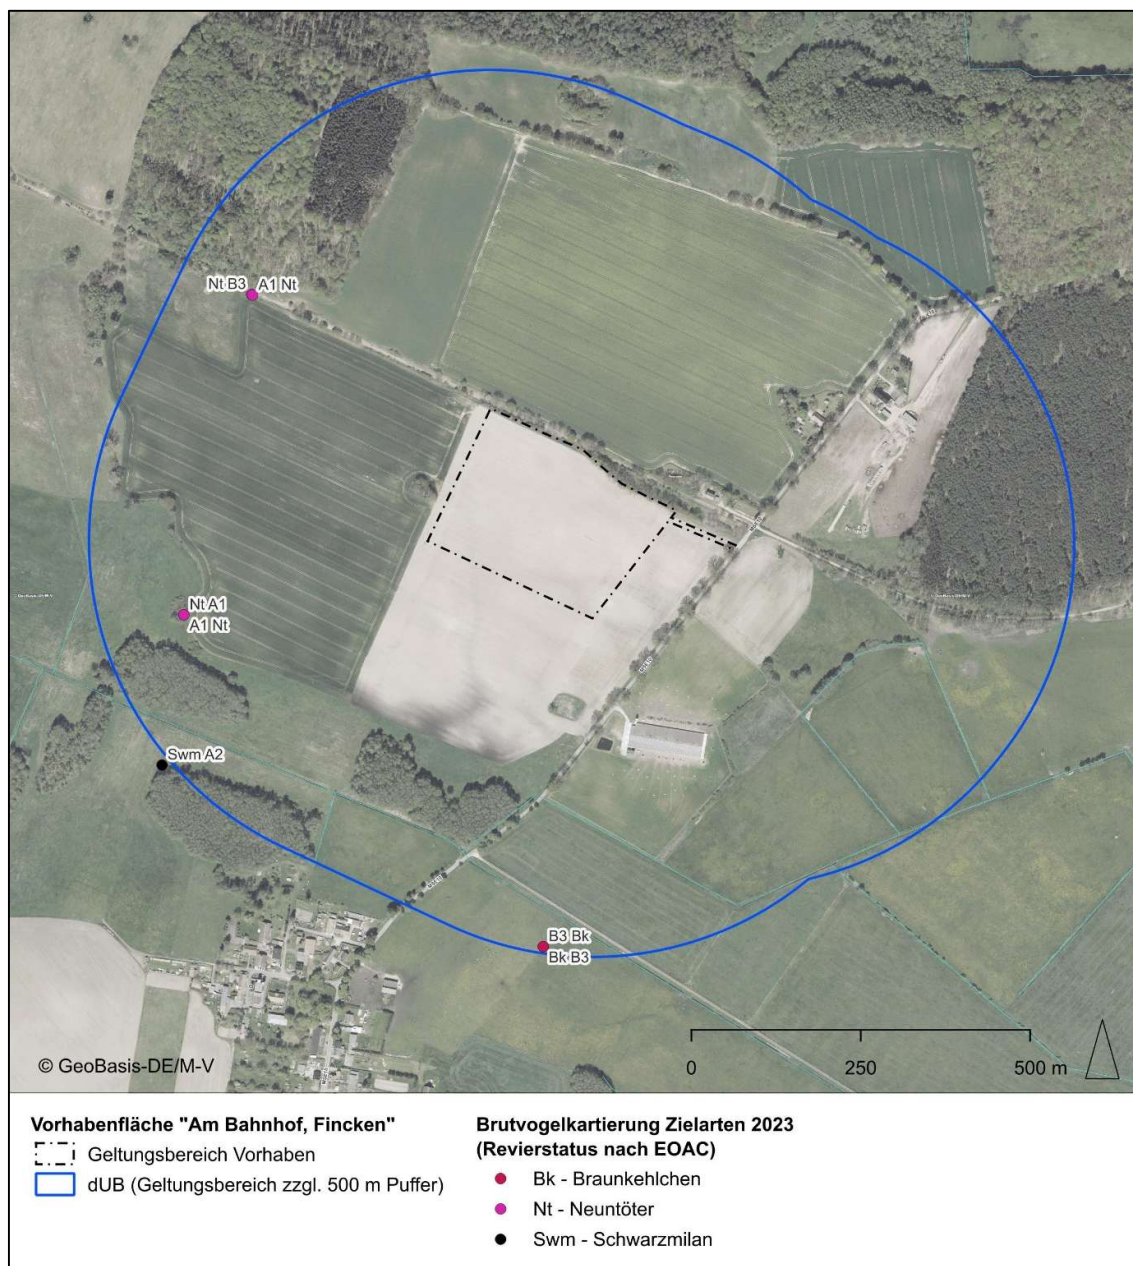 Nt B3 A1 Nt
Nt A1
A1 Nt
Swm A2
B3 Bk
Bk B3
© GeoBasis-DE/M-V
0 250 500 m
Vorhabenfläche "Am Bahnhof, Fincken"
Geltungsbereich Vorhaben
dUB (Geltungsbereich zzgl. 500 m Puffer)
Brutvogelkartierung Zielarten 2023
(Revierstatus nach EOAC)
Bk - Braunkehlchen
Nt - Neuntöter
Swm - Schwarzmilan